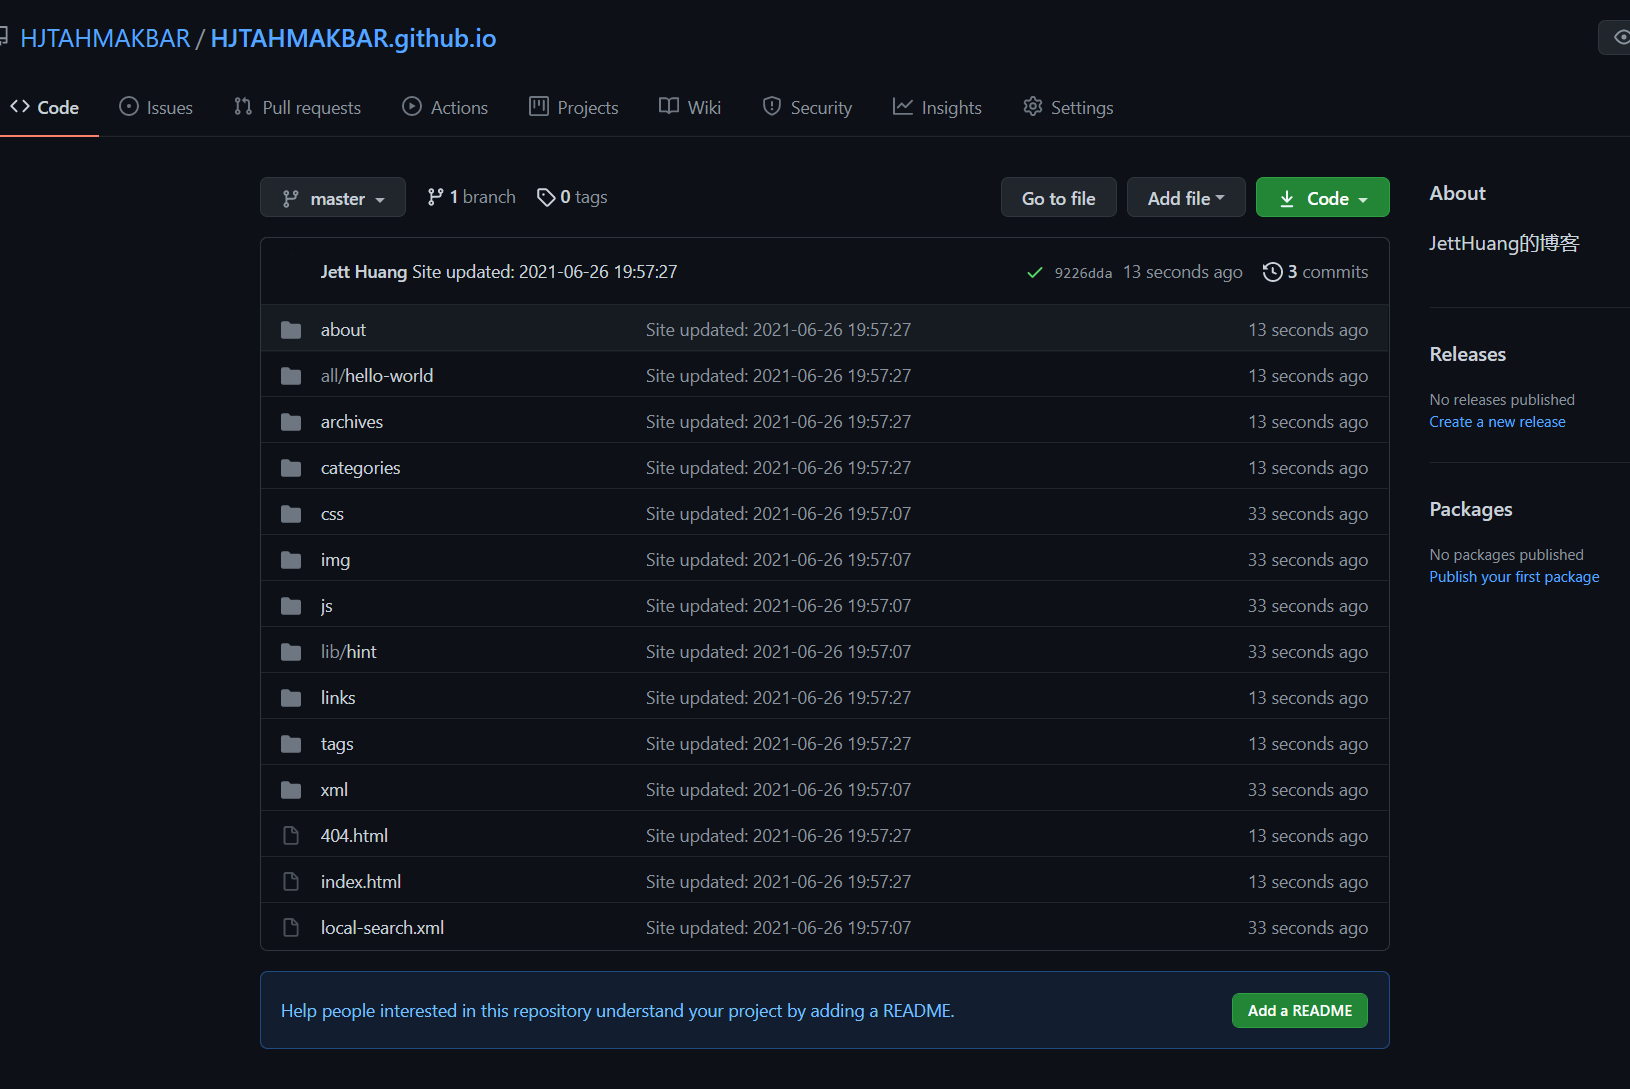 HJTAHMAKBAR / HJTAHMAKBAR.github.io
Code Issues Pull requests Actions Projects Wiki Security Insights Settings
master 1 branch 0 tags Go to file Add file Code
Jett Huang Site updated: 2021-06-26 19:57:27 9226dda 13 seconds ago 3 commits
about Site updated: 2021-06-26 19:57:27 13 seconds ago
all/hello-world Site updated: 2021-06-26 19:57:27 13 seconds ago
archives Site updated: 2021-06-26 19:57:27 13 seconds ago
categories Site updated: 2021-06-26 19:57:27 13 seconds ago
css Site updated: 2021-06-26 19:57:07 33 seconds ago
img Site updated: 2021-06-26 19:57:07 33 seconds ago
js Site updated: 2021-06-26 19:57:07 33 seconds ago
lib/hint Site updated: 2021-06-26 19:57:07 33 seconds ago
links Site updated: 2021-06-26 19:57:27 13 seconds ago
tags Site updated: 2021-06-26 19:57:27 13 seconds ago
xml Site updated: 2021-06-26 19:57:07 33 seconds ago
404.html Site updated: 2021-06-26 19:57:27 13 seconds ago
index.html Site updated: 2021-06-26 19:57:27 13 seconds ago
local-search.xml Site updated: 2021-06-26 19:57:07 33 seconds ago
Help people interested in this repository understand your project by adding a README. Add a README
About
JettHuang的博客
Releases
No releases published
Create a new release
Packages
No packages published
Publish your first package